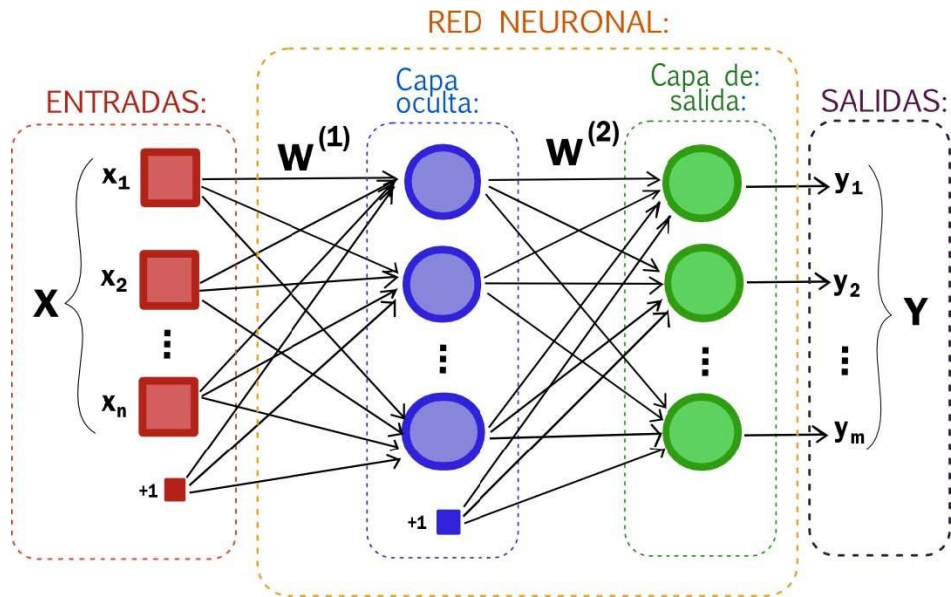 RED NEURONAL:
ENTRADAS:
Capa
oculta:
Capa de:
salida:
SALIDAS:
W(1)
W(2)
x1
x2
⋮
xn
+1
X
⋮
+1
⋮
y1
y2
⋮
ym
Y